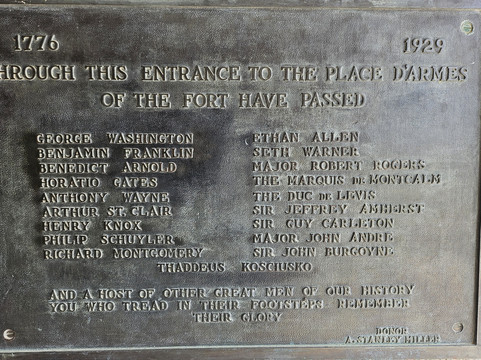 1776 1929
THROUGH THIS ENTRANCE TO THE PLACE D'ARMES
OF THE FORT HAVE PASSED
GEORGE WASHINGTON
BENJAMIN FRANKLIN
BENEDICT ARNOLD
HORATIO GATES
ANTHONY WAYNE
ARTHUR ST. CLAIR
HENRY KNOX
PHILIP SCHUYLER
RICHARD MONTGOMERY
ETHAN ALLEN
SETH WARNER
MAJOR ROBERT ROGERS
THE MARQUIS DE MONTCALM
THE DUC DE LEVIS
SIR JEFFREY AMHERST
SIR GUY CARLETON
MAJOR JOHN ANDRE
SIR JOHN BURGOYNE
THADDEUS KOSCIUSKO
AND A HOST OF OTHER GREAT MEN OF OUR HISTORY
YOU WHO TREAD IN THEIR FOOTSTEPS REMEMBER
THEIR GLORY
DONOR
A. STANLEY MILLER